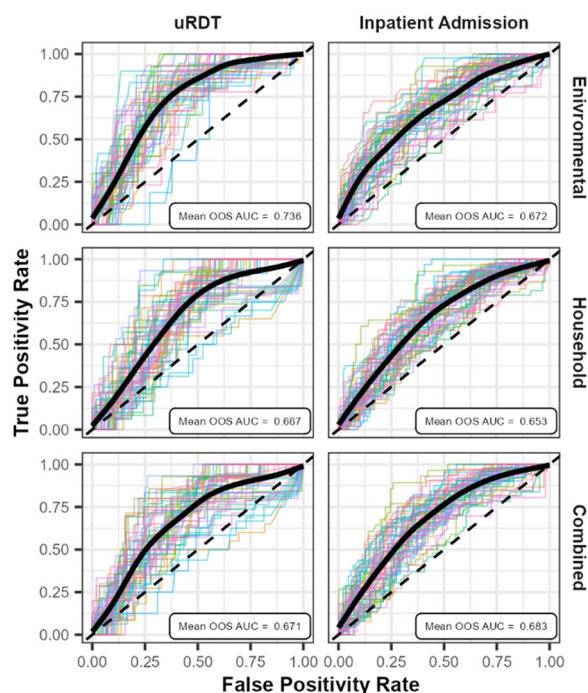 uRDT Inpatient Admission
1.00
0.75
0.50
0.25
0.00
Mean OOS AUC = 0.736
Mean OOS AUC = 0.672
Enivronmental
1.00
0.75
0.50
0.25
0.00
Mean OOS AUC = 0.667
Mean OOS AUC = 0.653
Household
1.00
0.75
0.50
0.25
0.00
Mean OOS AUC = 0.671
Mean OOS AUC = 0.683
Combined
True Positivity Rate
0.00 0.25 0.50 0.75 1.00 0.00 0.25 0.50 0.75 1.00
False Positivity Rate